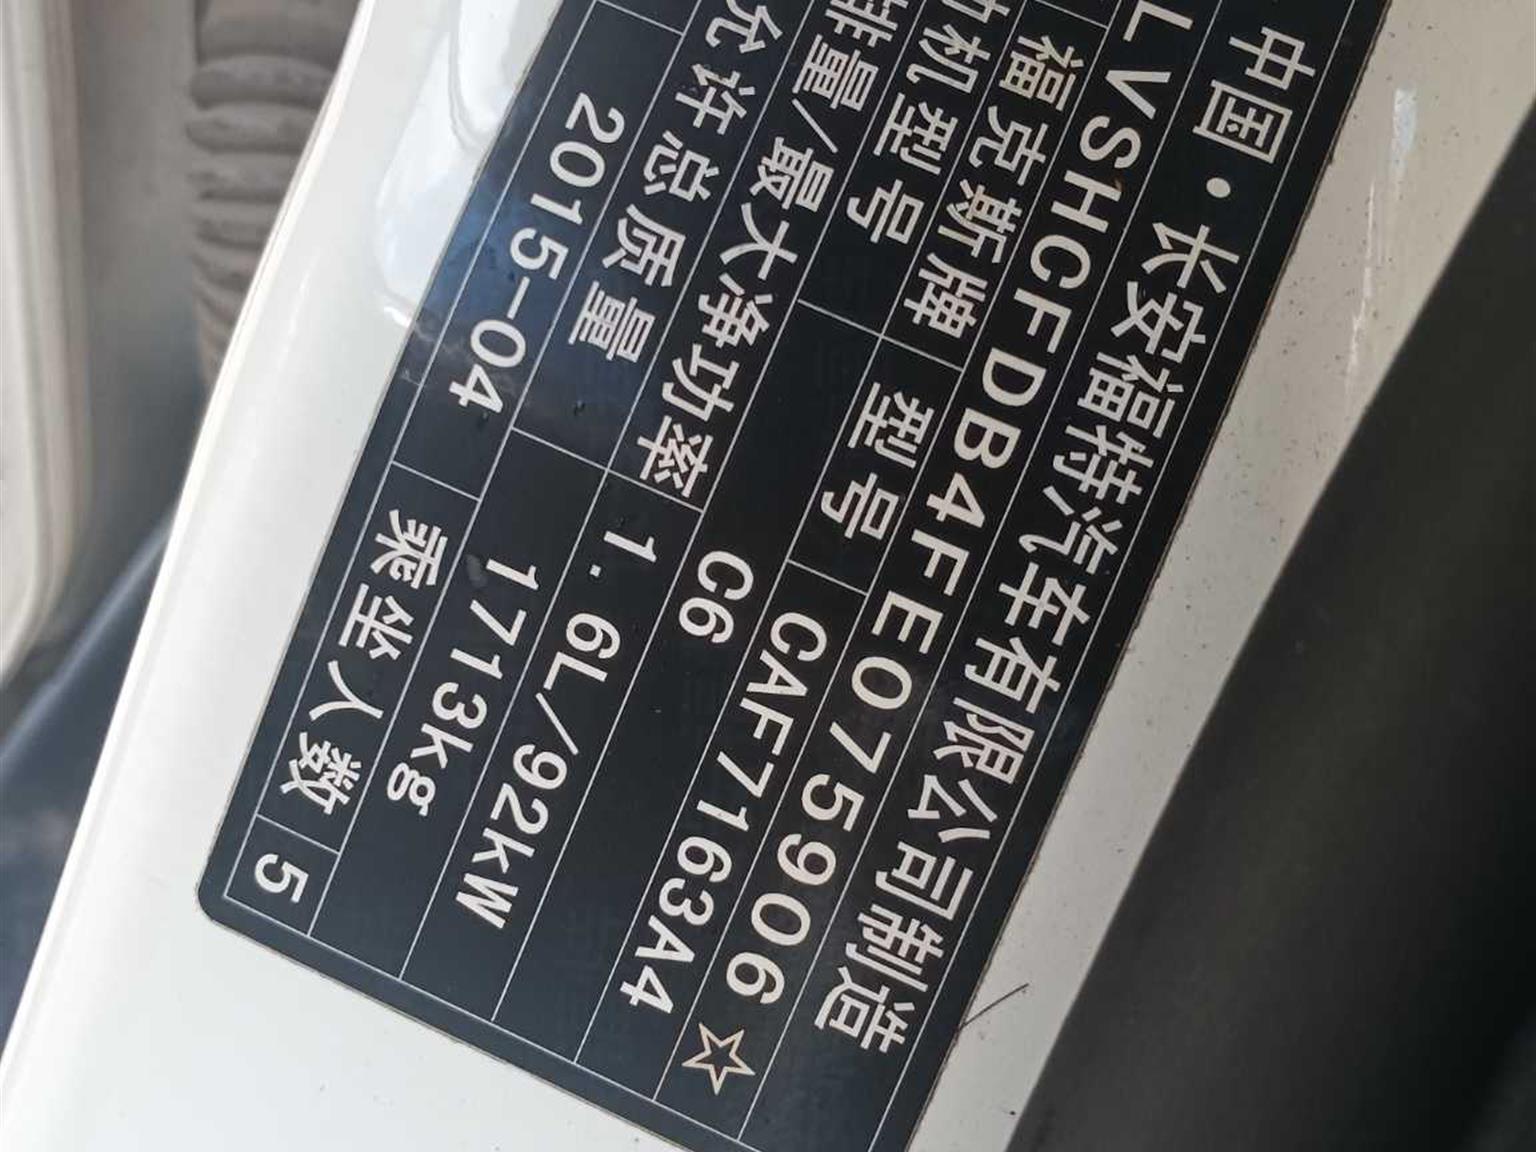 中国·长安福特汽车有限公司制造
LVSHCFDB4FE075906☆
福克斯牌 型号 CAF7163A4
机型号 C6
排量/最大净功率 1.6L/92kW
允许总质量 1713kg
2015-04 乘坐人数 5